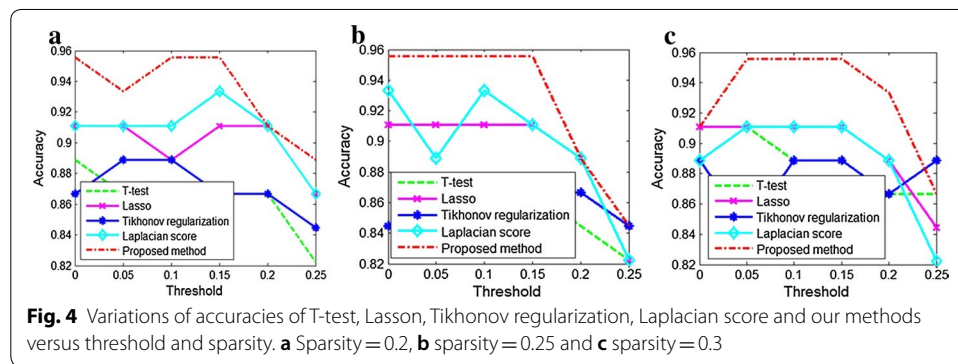 a
b
c
0.96
0.94
0.92
0.9
0.88
0.86
0.84
0.82
Accuracy
T-test
Lasso
Tikhonov regularization
Laplacian score
Proposed method
0 0.05 0.1 0.15 0.2 0.25
Threshold
0.96
0.94
0.92
0.9
0.88
0.86
0.84
0.82
Accuracy
T-test
Lasso
Tikhonov regularization
Laplacian score
Proposed method
0 0.05 0.1 0.15 0.2 0.25
Threshold
0.96
0.94
0.92
0.9
0.88
0.86
0.84
0.82
Accuracy
T-test
Lasso
Tikhonov regularization
Laplacian score
Proposed method
0 0.05 0.1 0.15 0.2 0.25
Threshold
Fig. 4 Variations of accuracies of T-test, Lasson, Tikhonov regularization, Laplacian score and our methods
versus threshold and sparsity. a Sparsity = 0.2, b sparsity = 0.25 and c sparsity = 0.3